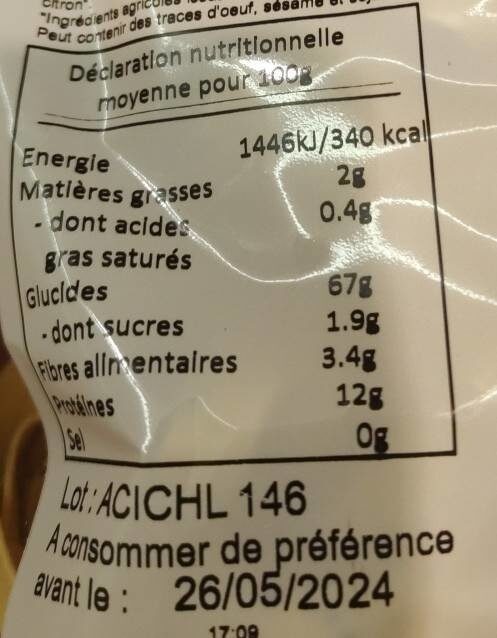 citron".
"Ingrédients
Peut contenir des traces d'oeuf, sésame
Déclaration nutritionnelle
moyenne pour 100g
Energie 1446kJ/340 kcal
Matières grasses 2g
- dont acides 0.4g
gras saturés
Glucides 67g
- dont sucres 1.9g
Fibres alimentaires 3.4g
Protéines 12g
Sel 0g
Lot : ACICHL 146
A consommer de préférence
avant le : 26/05/2024
17:09